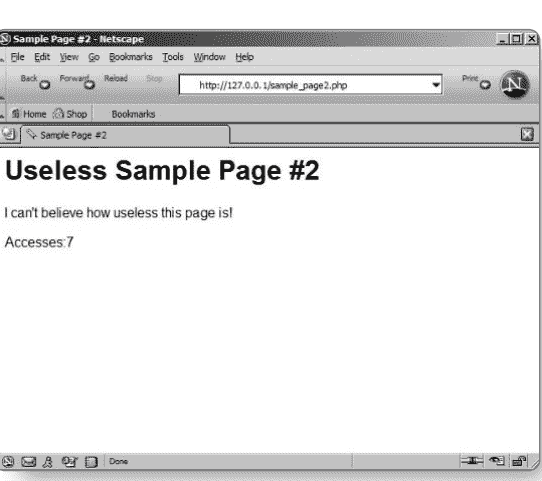 Sample Page #2 - Netscape
File Edit View Go Bookmarks Tools Window Help
Back Forward Reload Stop http://127.0.0.1/sample_page2.php Print N
Home Shop Bookmarks
Sample Page #2
Useless Sample Page #2
I can't believe how useless this page is!
Accesses:7
Done